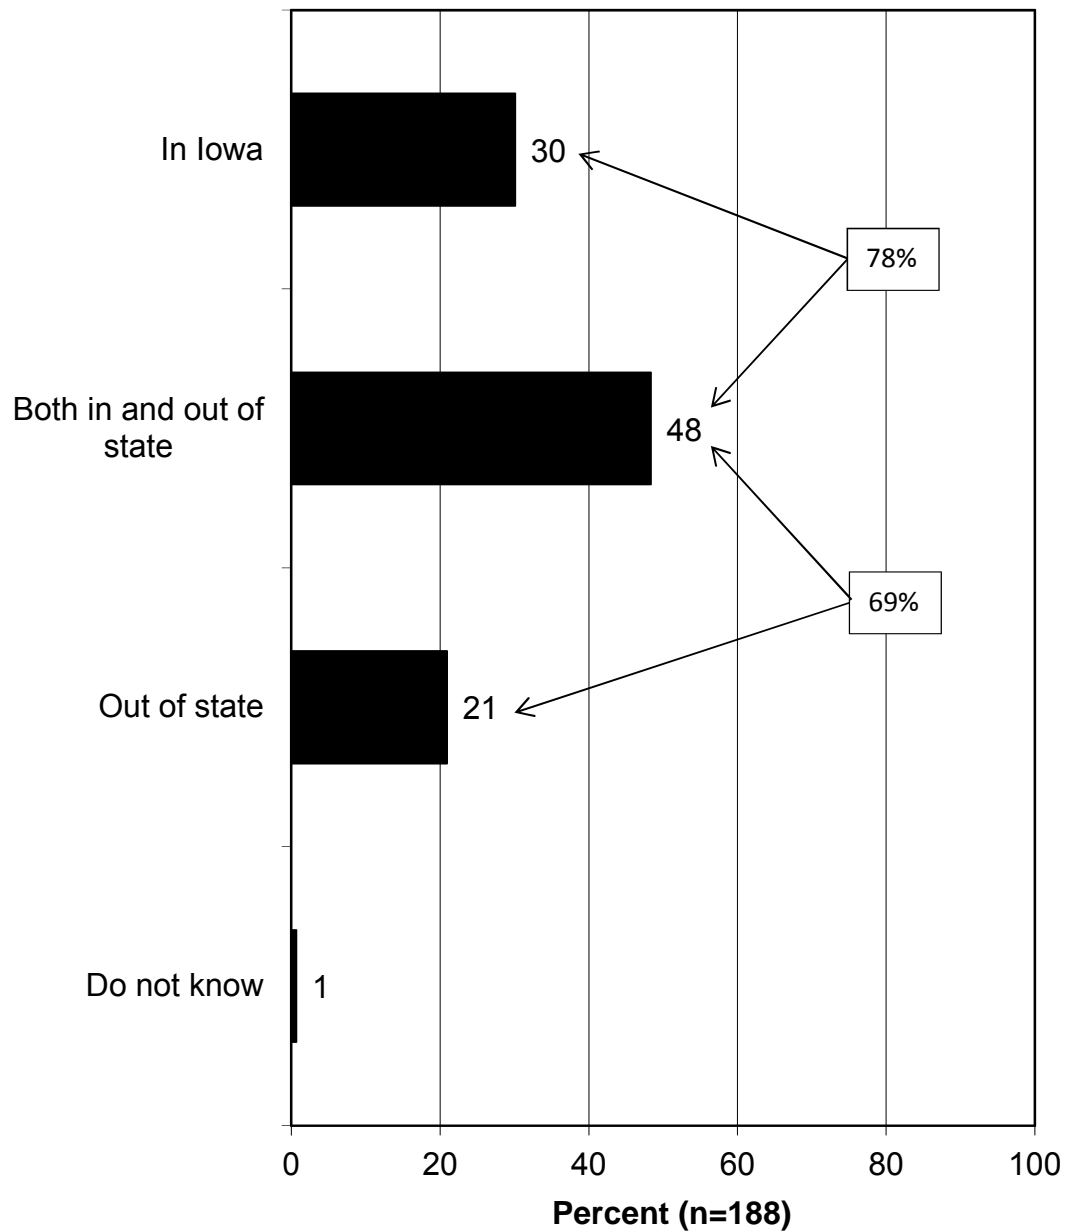 In Iowa
30
78%
Both in and out of
state
48
69%
Out of state
21
Do not know
1
0 20 40 60 80 100
Percent (n=188)